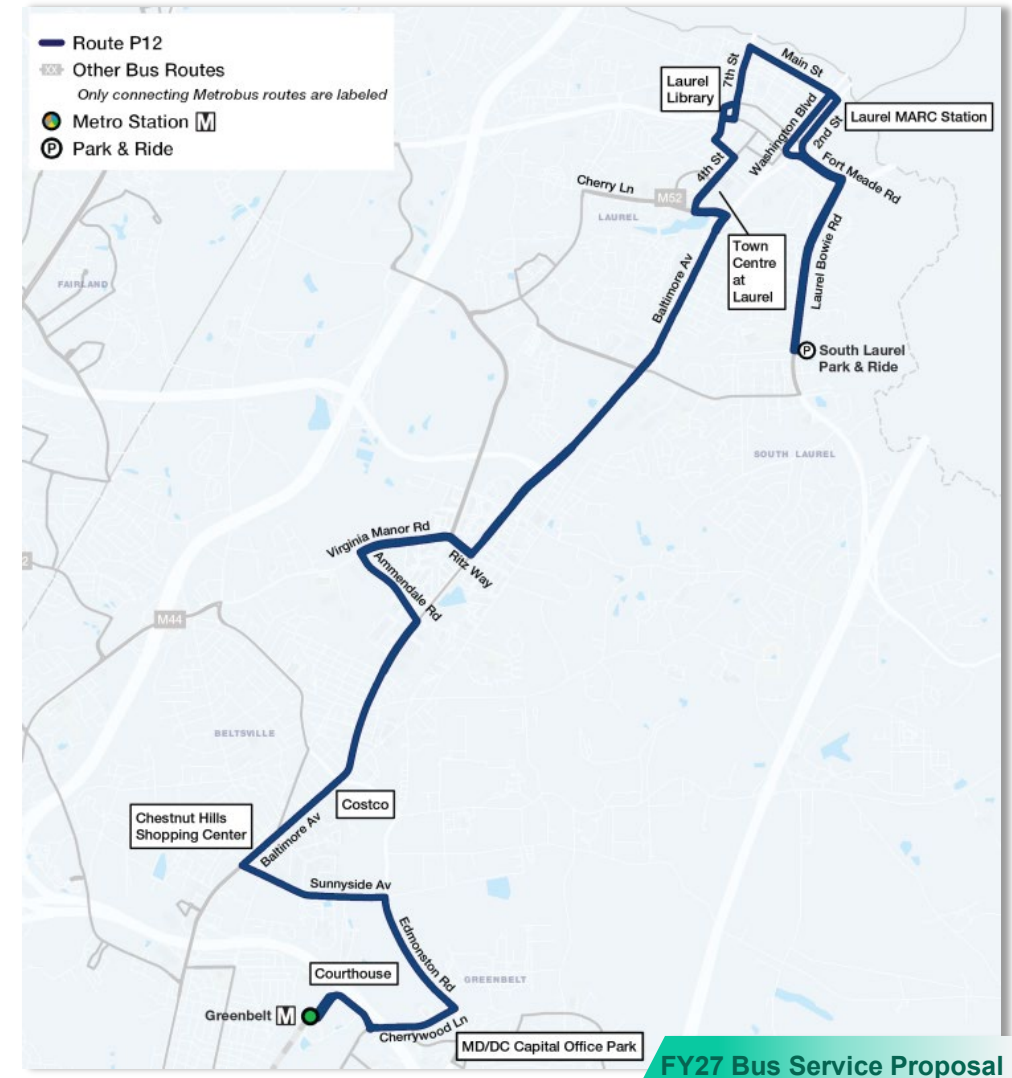 Route P12
XX Other Bus Routes
Only connecting Metrobus routes are labeled
Metro Station M
P Park & Ride
7th St
Main St
Laurel
Library
Washington Blvd
2nd St
Laurel MARC Station
4th St
Fort Meade Rd
Cherry Ln
M52
LAUREL
Town
Centre
at
Laurel
Laurel Bowie Rd
Baltimore Av
FAIRLAND
P South Laurel
Park & Ride
SOUTH LAUREL
Virginia Manor Rd
Ritz Way
Ammendale Rd
2
M44
BELTSVILLE
Costco
Chestnut Hills
Shopping Center
Baltimore Av
Sunnyside Av
Edmonston Rd
Courthouse
GREENBELT
Greenbelt M
Cherrywood Ln
MD/DC Capital Office Park
FY27 Bus Service Proposal